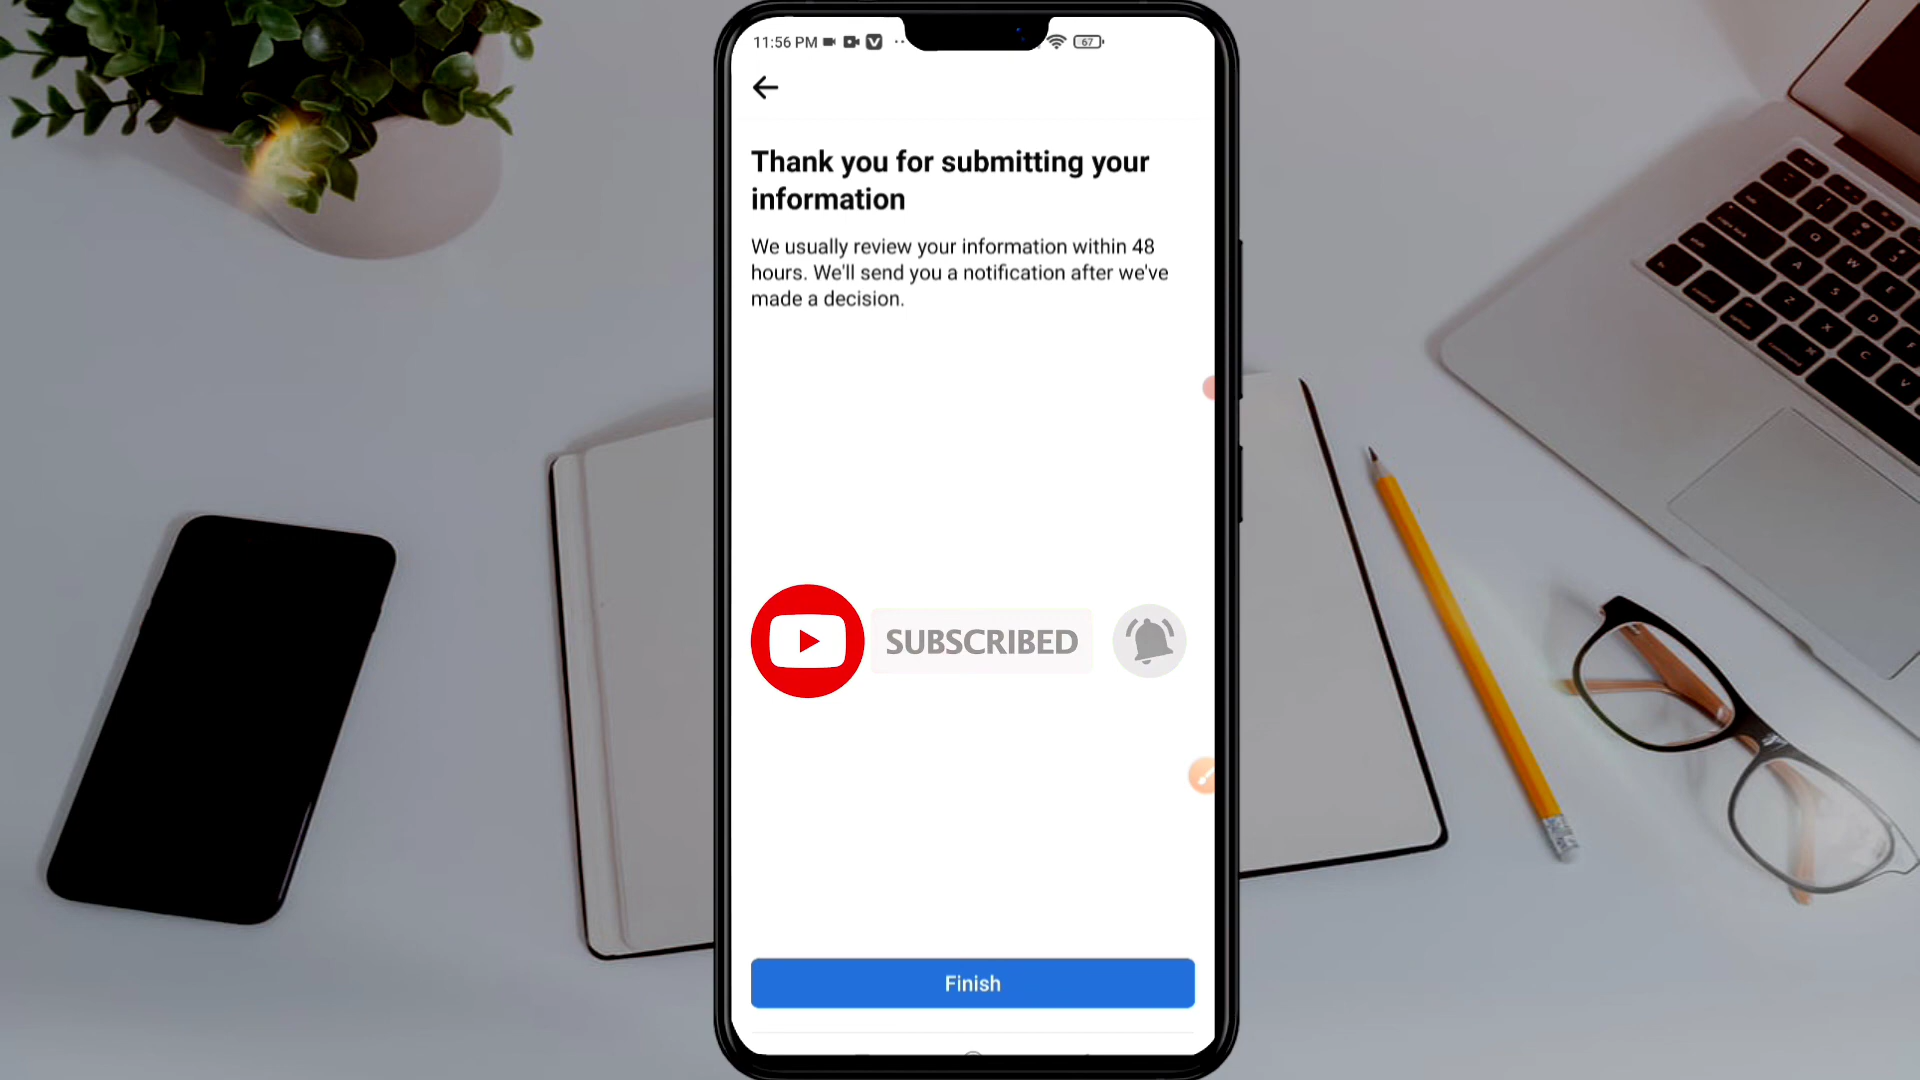 11:56 PM
67
Thank you for submitting your
information
We usually review your information within 48
hours. We'll send you a notification after we've
made a decision.
SUBSCRIBED
Finish